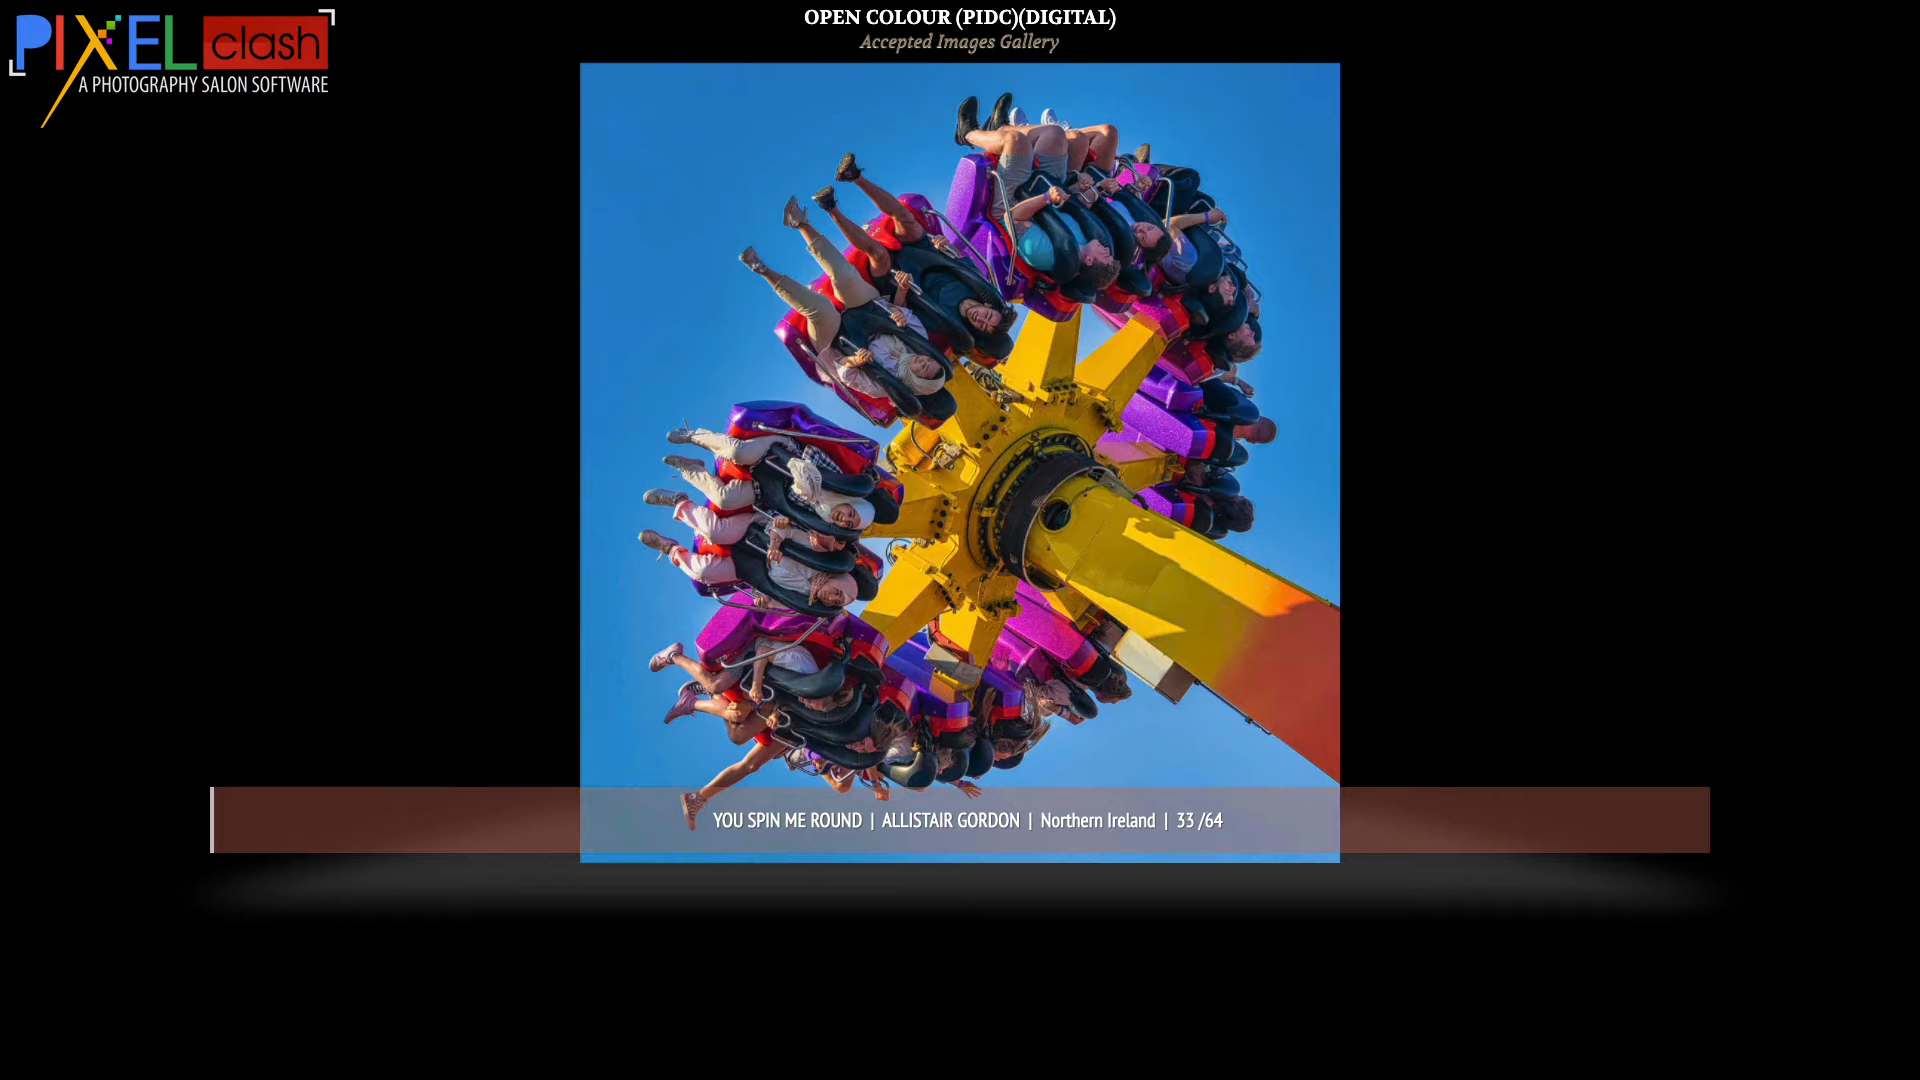 PIXEL clash
A PHOTOGRAPHY SALON SOFTWARE
OPEN COLOUR (PIDC)(DIGITAL)
Accepted Images Gallery
YOU SPIN ME ROUND | ALLISTAIR GORDON | Northern Ireland | 33 /64